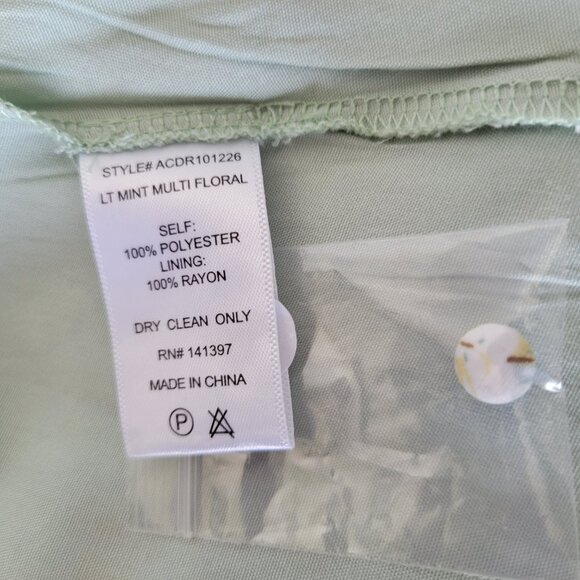 STYLE# ACDR101226
LT MINT MULTI FLORAL
SELF:
100% POLYESTER
LINING:
100% RAYON
DRY CLEAN ONLY
RN# 141397
MADE IN CHINA
P